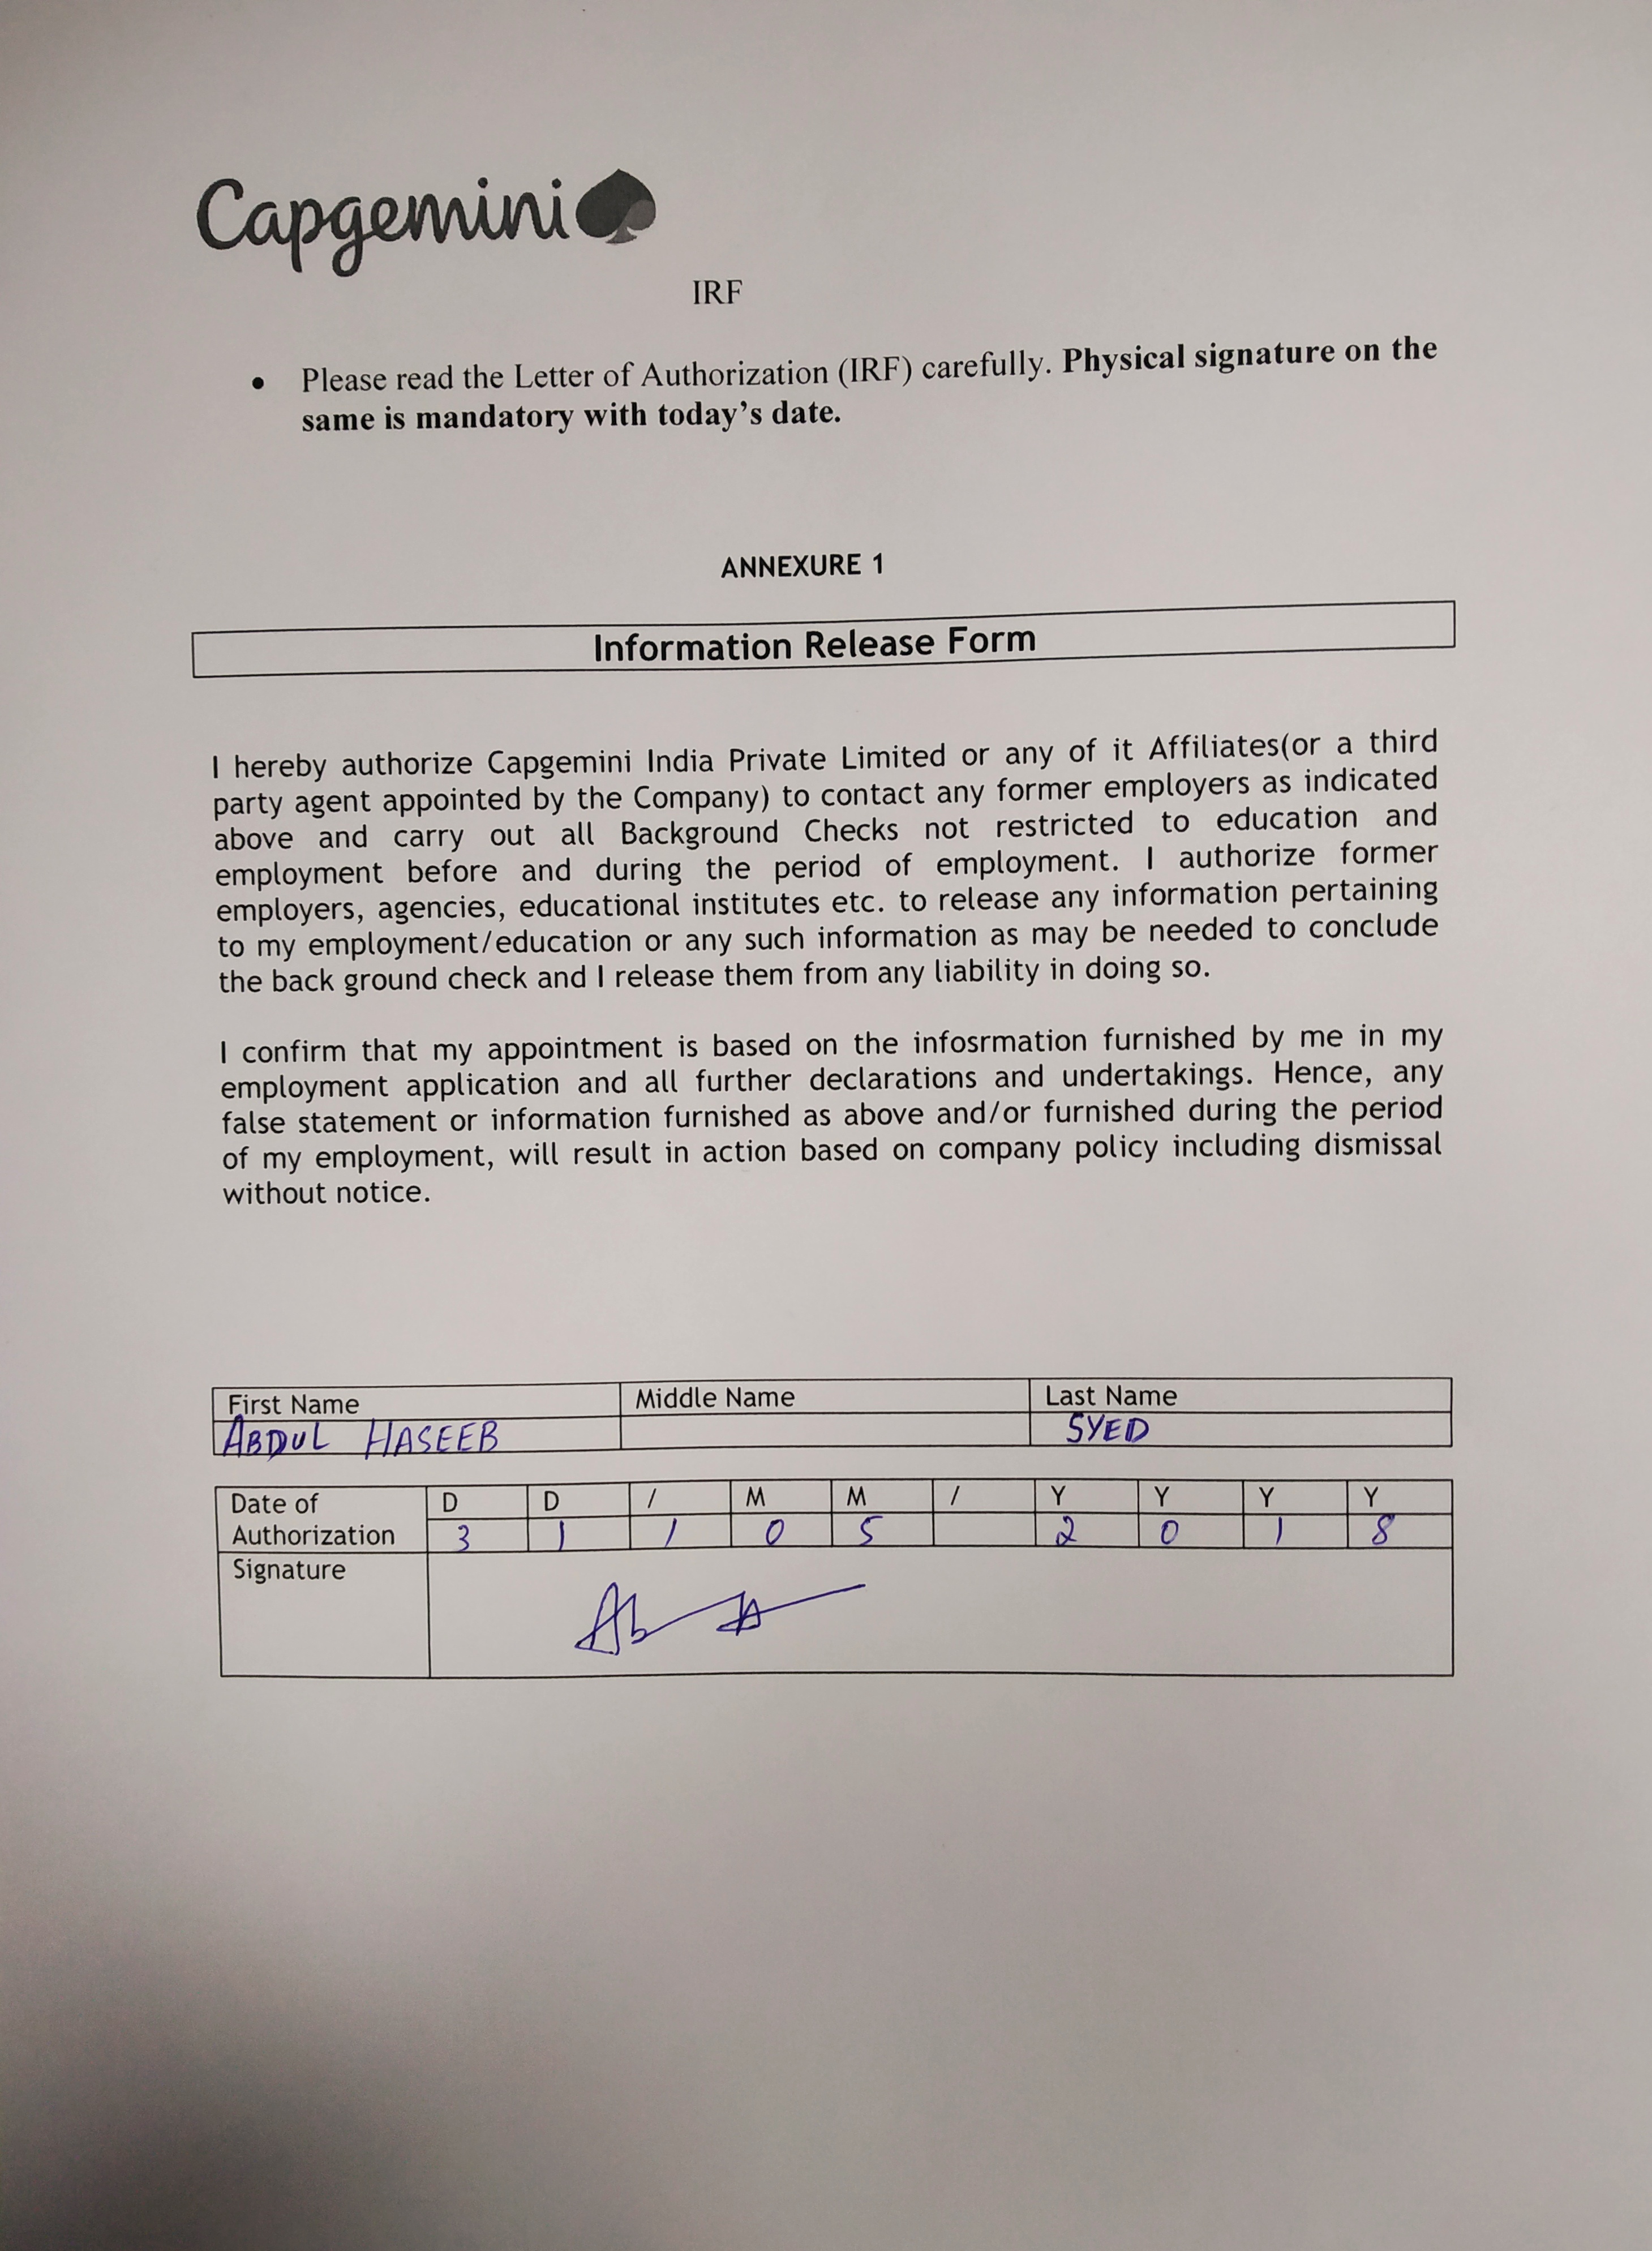 Capgemini
IRF
• Please read the Letter of Authorization (IRF) carefully. Physical signature on the
same is mandatory with today's date.
ANNEXURE 1
Information Release Form
I hereby authorize Capgemini India Private Limited or any of it Affiliates(or a third
party agent appointed by the Company) to contact any former employers as indicated
above and carry out all Background Checks not restricted to education and
employment before and during the period of employment. I authorize former
employers, agencies, educational institutes etc. to release any information pertaining
to my employment/education or any such information as may be needed to conclude
the back ground check and I release them from any liability in doing so.
I confirm that my appointment is based on the infosrmation furnished by me in my
employment application and all further declarations and undertakings. Hence, any
false statement or information furnished as above and/or furnished during the period
of my employment, will result in action based on company policy including dismissal
without notice.
First Name Middle Name Last Name
ABDUL HASEEB SYED
Date of D D / M M / Y Y Y Y
Authorization 3 1 / 0 5 2 0 1 8
Signature